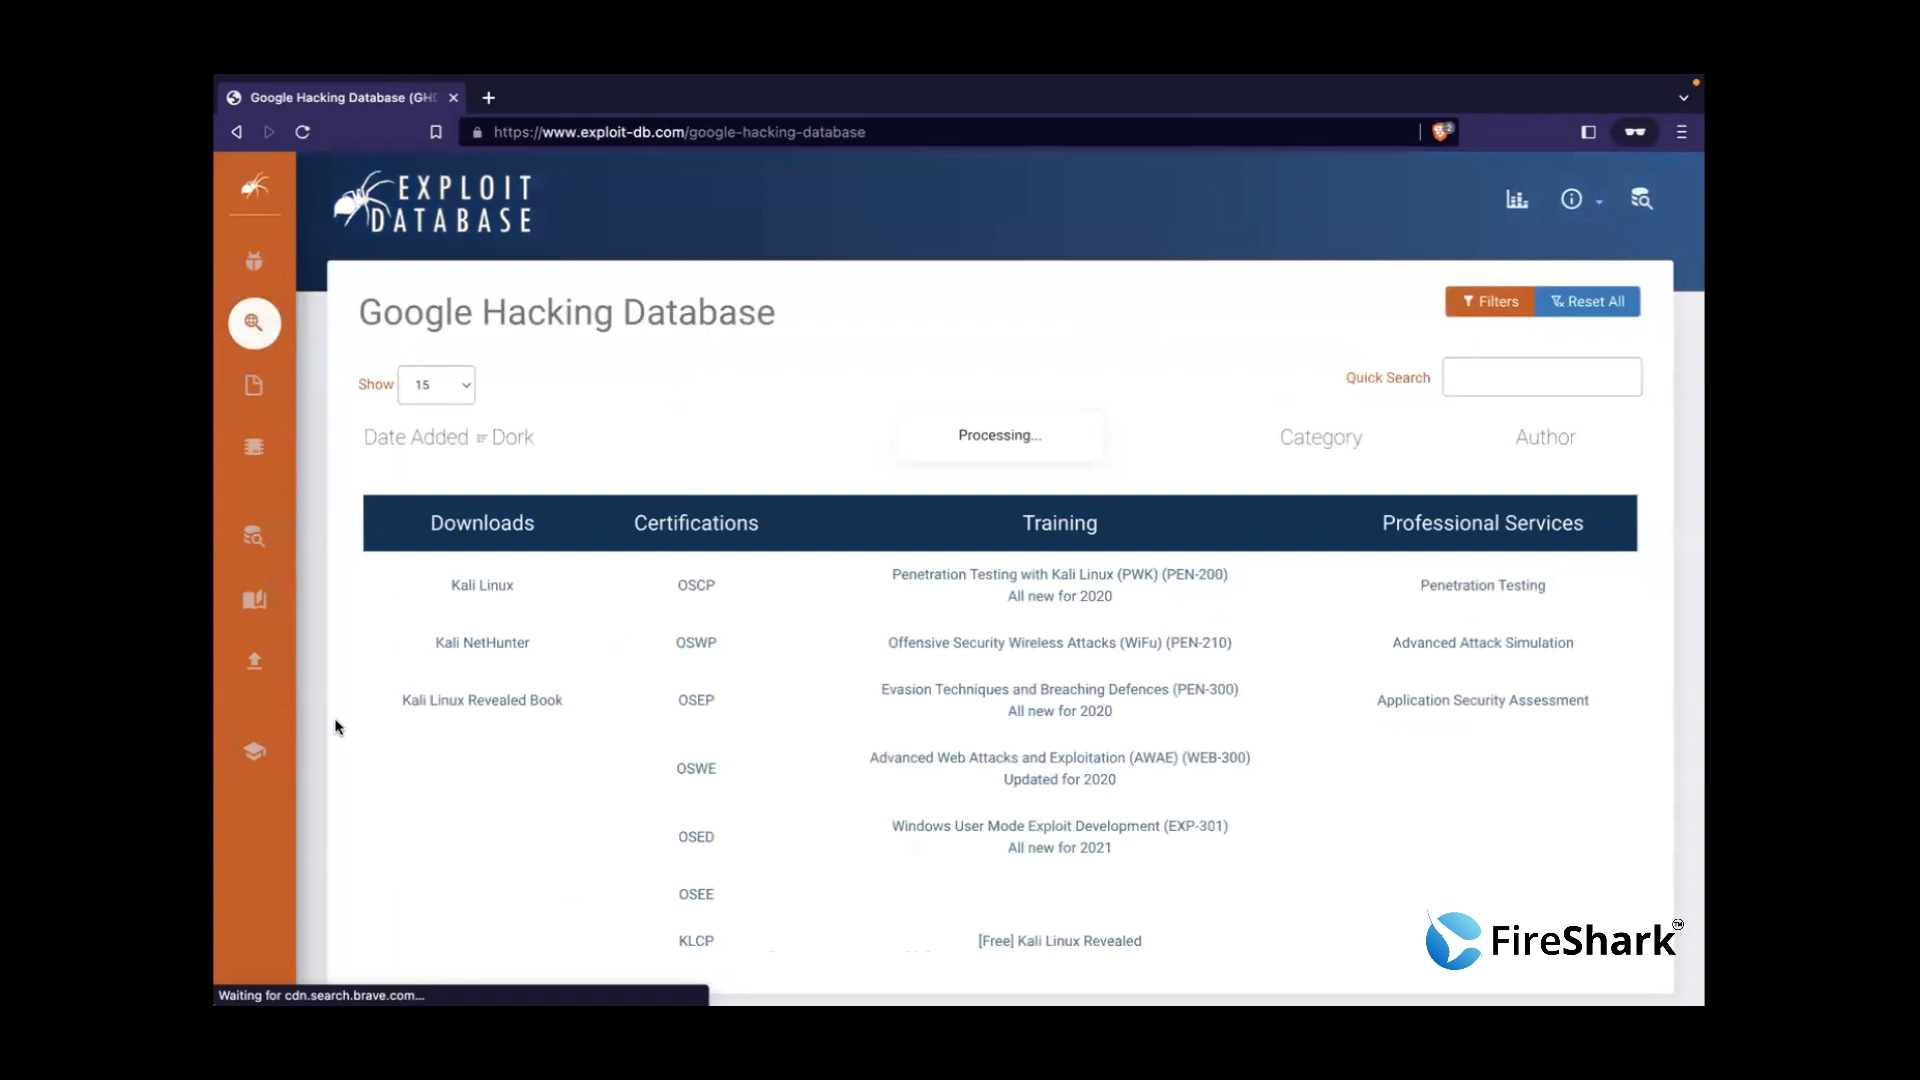 Google Hacking Database (GHD
https://www.exploit-db.com/google-hacking-database
2
EXPLOIT
DATABASE
Google Hacking Database
Filters
Reset All
Show 15
Quick Search
Date Added Dork
Processing...
Category
Author
Downloads Certifications Training Professional Services
Kali Linux OSCP Penetration Testing with Kali Linux (PWK) (PEN-200) Penetration Testing
All new for 2020
Kali NetHunter OSWP Offensive Security Wireless Attacks (WiFu) (PEN-210) Advanced Attack Simulation
Kali Linux Revealed Book OSEP Evasion Techniques and Breaching Defences (PEN-300) Application Security Assessment
All new for 2020
OSWE Advanced Web Attacks and Exploitation (AWAE) (WEB-300)
Updated for 2020
OSED Windows User Mode Exploit Development (EXP-301)
All new for 2021
OSEE
KLCP [Free] Kali Linux Revealed
FireShark™
Waiting for cdn.search.brave.com...